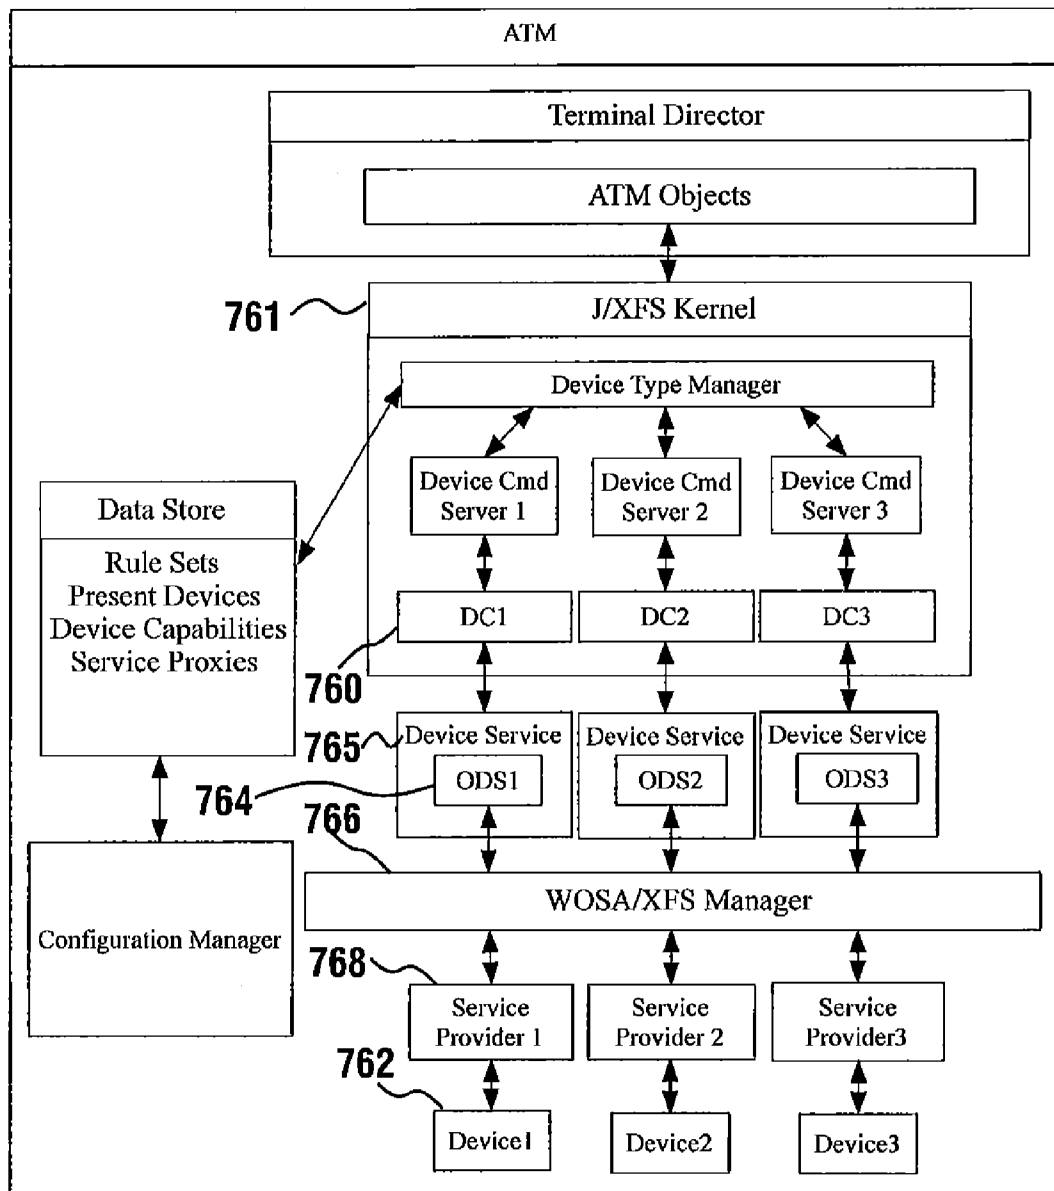 ATM
Terminal Director
ATM Objects
761
J/XFS Kernel
Device Type Manager
Device Cmd
Server 1
Device Cmd
Server 2
Device Cmd
Server 3
Data Store
Rule Sets
Present Devices
Device Capabilities
Service Proxies
DC1
DC2
DC3
760
765
Device Service
Device Service
Device Service
764
ODS1
ODS2
ODS3
766
WOSA/XFS Manager
Configuration Manager
768
Service
Provider 1
Service
Provider 2
Service
Provider3
762
Device1
Device2
Device3